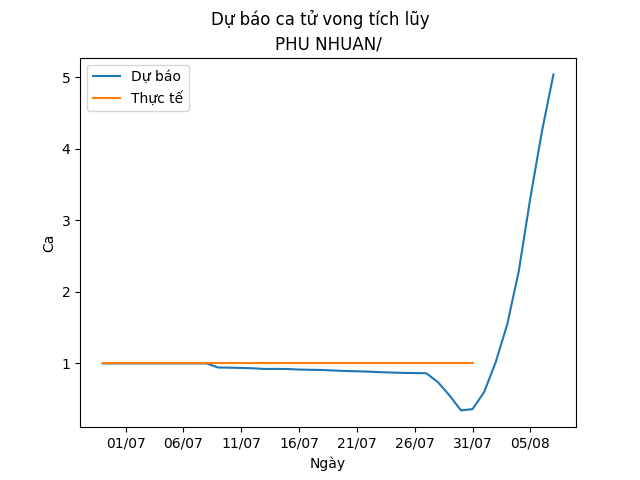 Dự báo ca tử vong tích lũy
PHU NHUAN/
Dự báo
Thực tế
5
4
3
2
1
Ca
01/07 06/07 11/07 16/07 21/07 26/07 31/07 05/08
Ngày